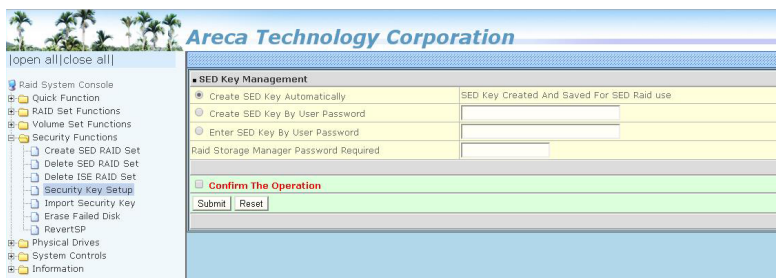 Areca Technology Corporation
|open all|close all|
Raid System Console
Quick Function
RAID Set Functions
Volume Set Functions
Security Functions
Create SED RAID Set
Delete SED RAID Set
Delete ISE RAID Set
Security Key Setup
Import Security Key
Erase Failed Disk
RevertSP
Physical Drives
System Controls
Information
SED Key Management
Create SED Key Automatically SED Key Created And Saved For SED Raid use
Create SED Key By User Password
Enter SED Key By User Password
Raid Storage Manager Password Required
Confirm The Operation
Submit Reset